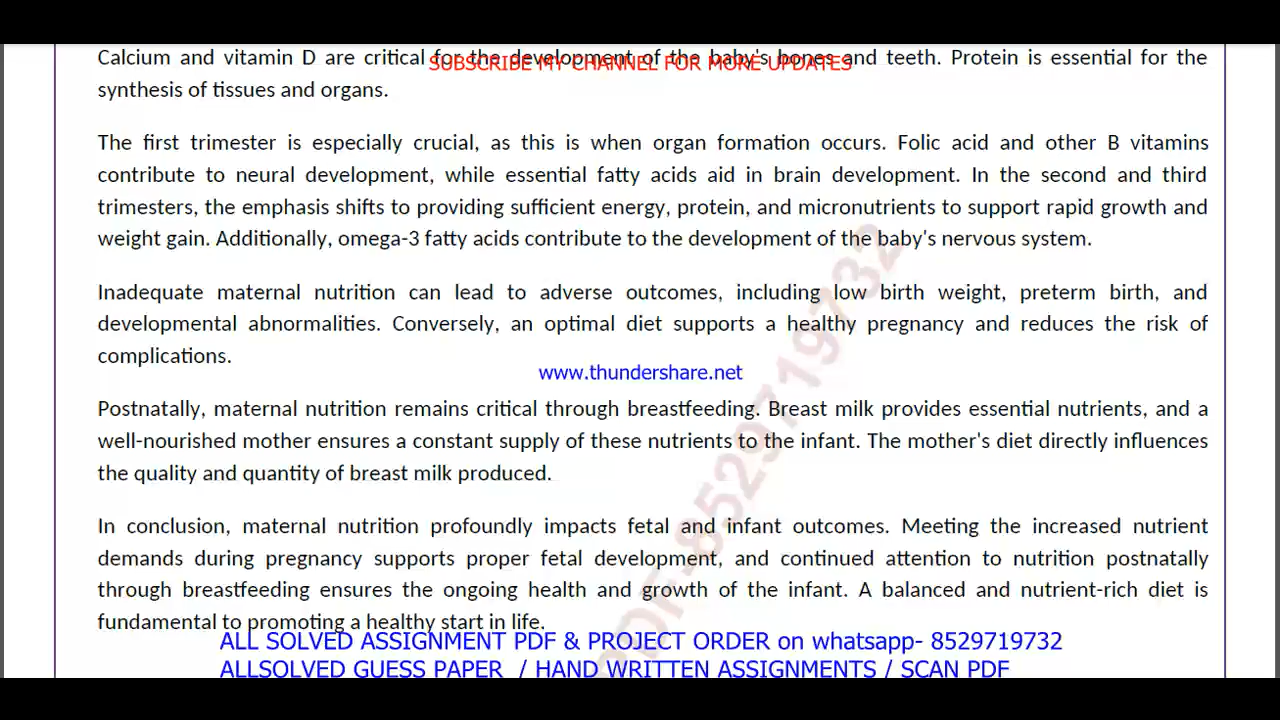 Calcium and vitamin D are critical for the development of the baby's bones and teeth. Protein is essential for the
SUBSCRIBE MY CHANNEL FOR MORE UPDATES
synthesis of tissues and organs.
The first trimester is especially crucial, as this is when organ formation occurs. Folic acid and other B vitamins
contribute to neural development, while essential fatty acids aid in brain development. In the second and third
trimesters, the emphasis shifts to providing sufficient energy, protein, and micronutrients to support rapid growth and
weight gain. Additionally, omega-3 fatty acids contribute to the development of the baby's nervous system.
Inadequate maternal nutrition can lead to adverse outcomes, including low birth weight, preterm birth, and
developmental abnormalities. Conversely, an optimal diet supports a healthy pregnancy and reduces the risk of
complications.
www.thundershare.net
Postnatally, maternal nutrition remains critical through breastfeeding. Breast milk provides essential nutrients, and a
well-nourished mother ensures a constant supply of these nutrients to the infant. The mother's diet directly influences
the quality and quantity of breast milk produced.
In conclusion, maternal nutrition profoundly impacts fetal and infant outcomes. Meeting the increased nutrient
demands during pregnancy supports proper fetal development, and continued attention to nutrition postnatally
through breastfeeding ensures the ongoing health and growth of the infant. A balanced and nutrient-rich diet is
fundamental to promoting a healthy start in life.
PDF-8529719732
ALL SOLVED ASSIGNMENT PDF & PROJECT ORDER on whatsapp- 8529719732
ALLSOLVED GUESS PAPER / HAND WRITTEN ASSIGNMENTS / SCAN PDF